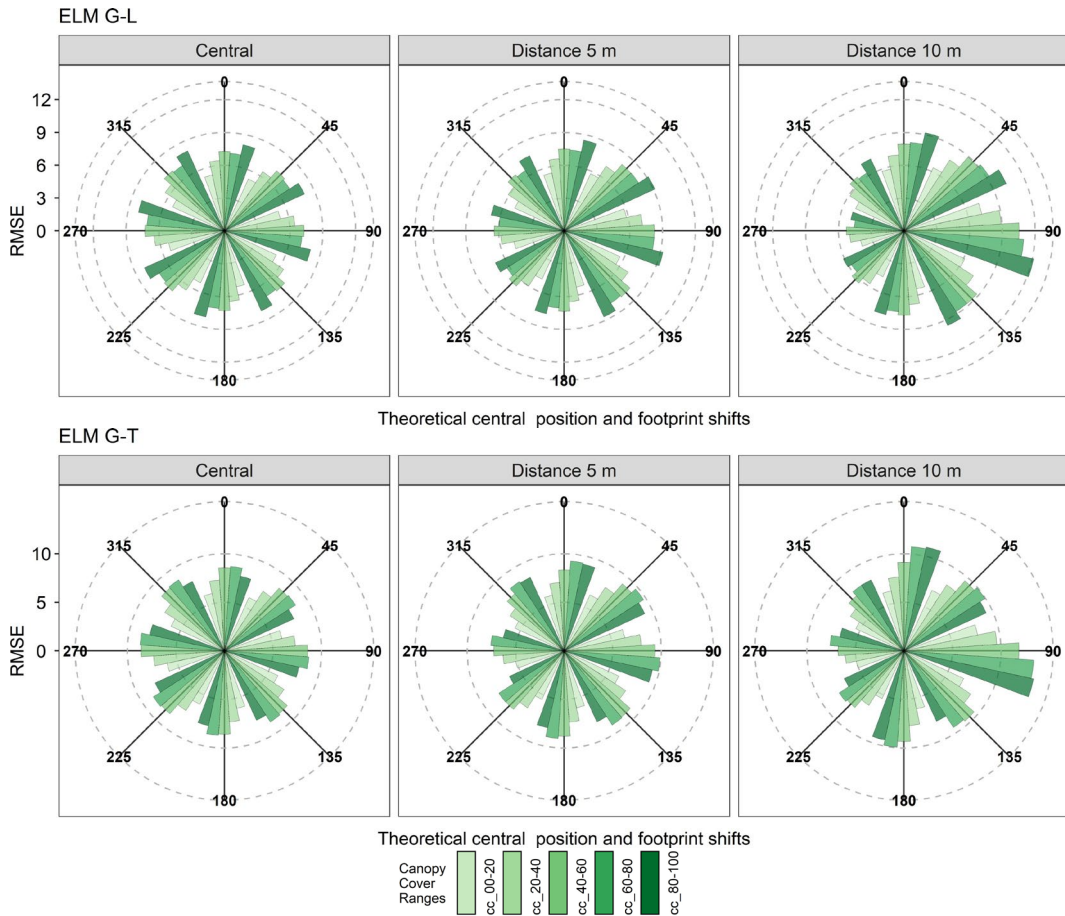 ELM G-L
Central
Distance 5 m
Distance 10 m
RMSE
12
9
6
3
0
0
45
90
135
180
225
270
315
0
45
90
135
180
225
270
315
0
45
90
135
180
225
270
315
Theoretical central position and footprint shifts
ELM G-T
Central
Distance 5 m
Distance 10 m
RMSE
10
5
0
0
45
90
135
180
225
270
315
0
45
90
135
180
225
270
315
0
45
90
135
180
225
270
315
Theoretical central position and footprint shifts
Canopy
Cover
Ranges
cc_00-20
cc_20-40
cc_40-60
cc_60-80
cc_80-100